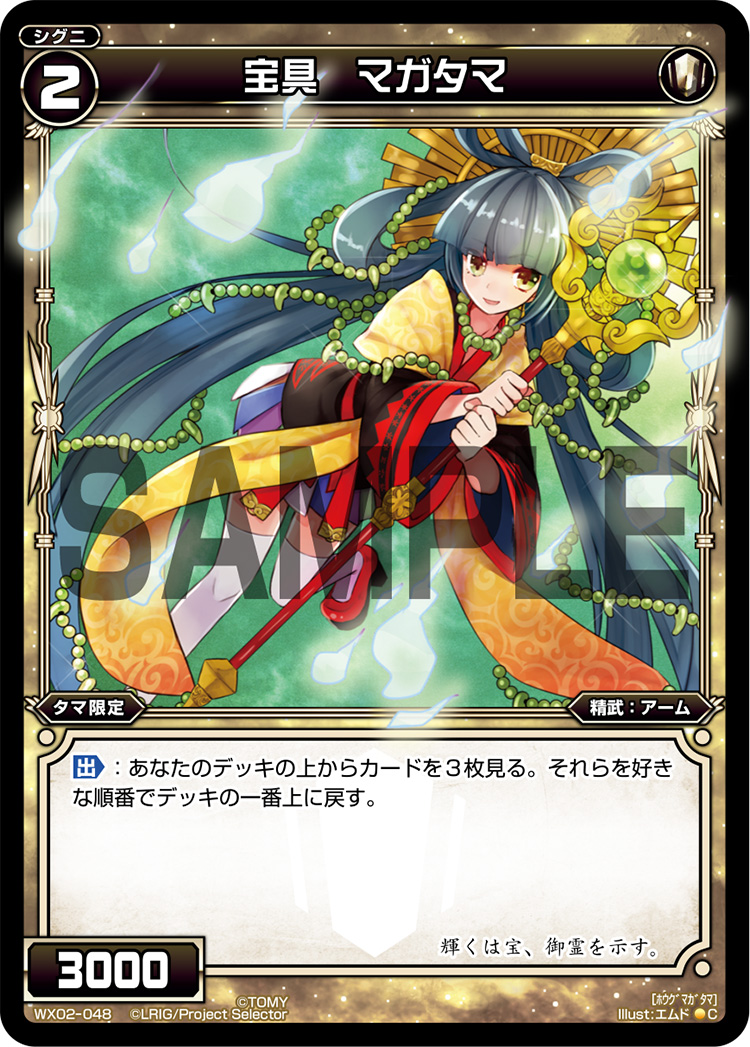 シグニ
2
宝具　マガタマ
SAMPLE
タマ限定
精武：アーム
出：あなたのデッキの上からカードを３枚見る。それらを好き
な順番でデッキの一番上に戻す。
輝くは宝、御霊を示す。
3000
©TOMY
[ﾎｳｸﾞ ﾏｶﾞﾀﾏ]
WX02-048 ©LRIG/Project Selector
Illust:エムド C